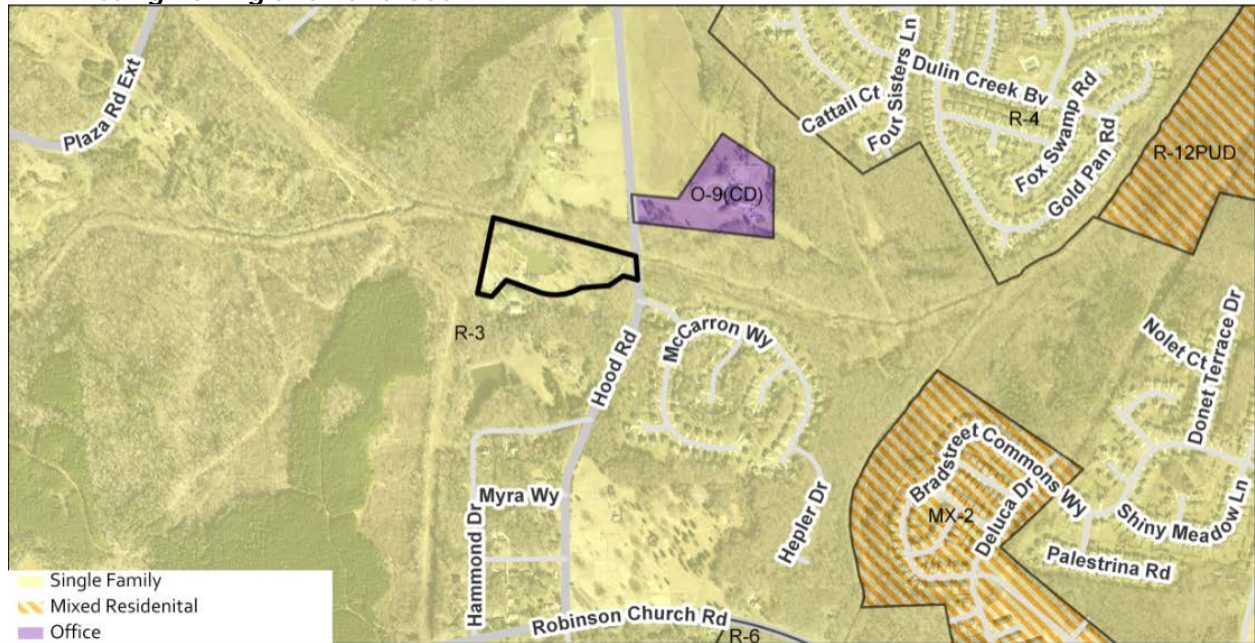 Plaza Rd Ext
Cattail Ct
Four Sisters Ln
Dulin Creek Bv
R-4
Fox Swamp Rd
Gold Pan Rd
R-12PUD
O-9(CD)
R-3
Hood Rd
McCarron Wy
Nolet Ct
Donet Terrace Dr
Bradstreet Commons Wy
MX-2
Deluca Dr
Shiny Meadow Ln
Palestrina Rd
Hepler Dr
Myra Wy
Hammond Dr
Robinson Church Rd
R-6
Single Family
Mixed Residenital
Office